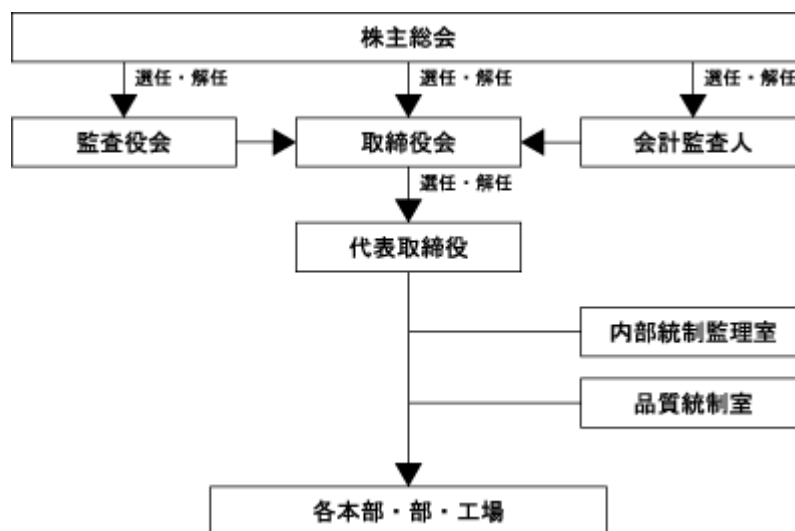 株主総会
選任・解任
選任・解任
選任・解任
監査役会
取締役会
会計監査人
選任・解任
代表取締役
内部統制監理室
品質統制室
各本部・部・工場